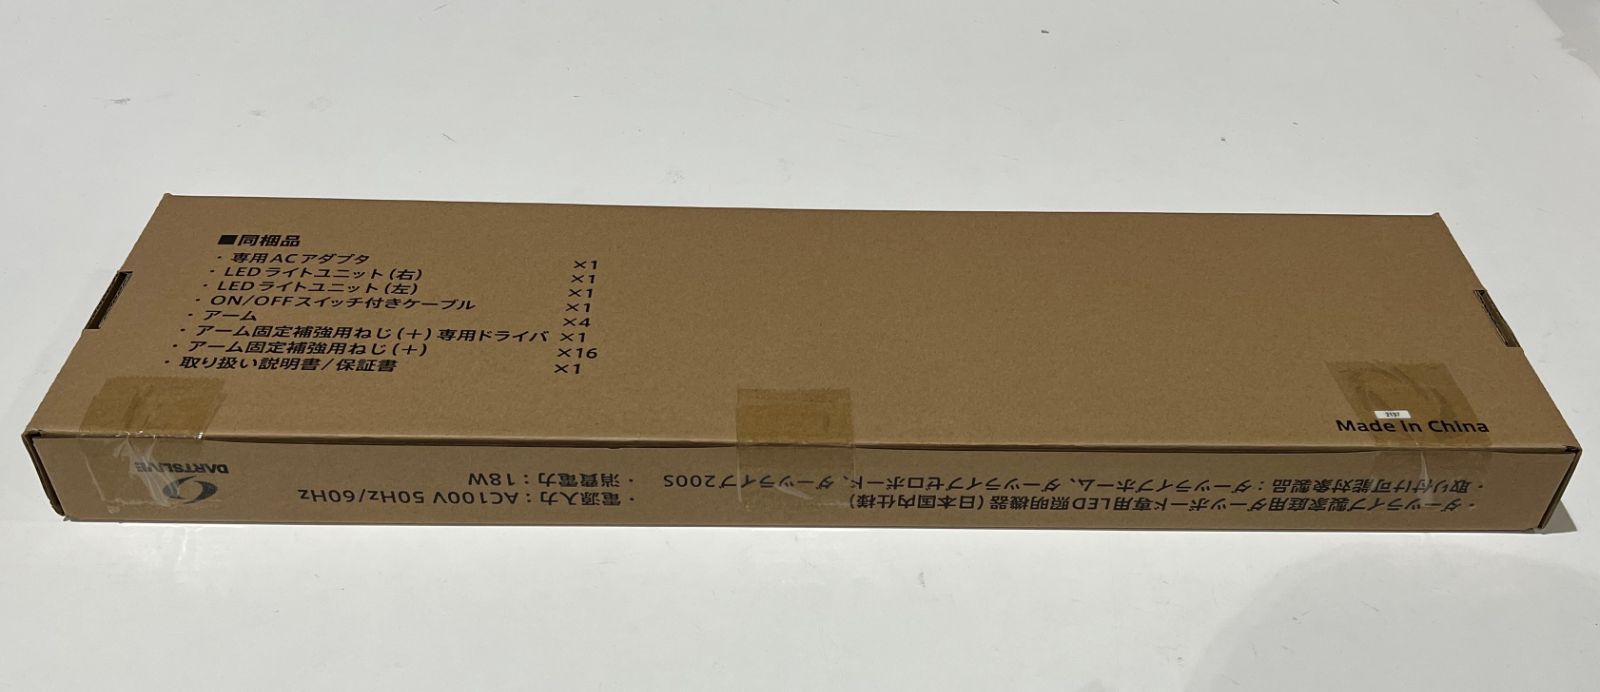 ■同梱品
・専用ACアダプタ ×1
・LEDライトユニット(右) ×1
・LEDライトユニット(左) ×1
・ON/OFFスイッチ付きケーブル ×1
・アーム ×4
・アーム固定補強用ねじ(+)専用ドライバ ×1
・アーム固定補強用ねじ(+) ×16
・取り扱い説明書/保証書 ×1
2137
Made In China
・ダーツライブ製家庭用ダーツボード専用LED照明機器(日本国内仕様)
・取り付け可能対象製品：ダーツライブホーム、ダーツライブゼロボード、ダーツライブ200S
・電源入力：AC100V 50Hz/60Hz
・消費電力：18W
DARTSLIVE